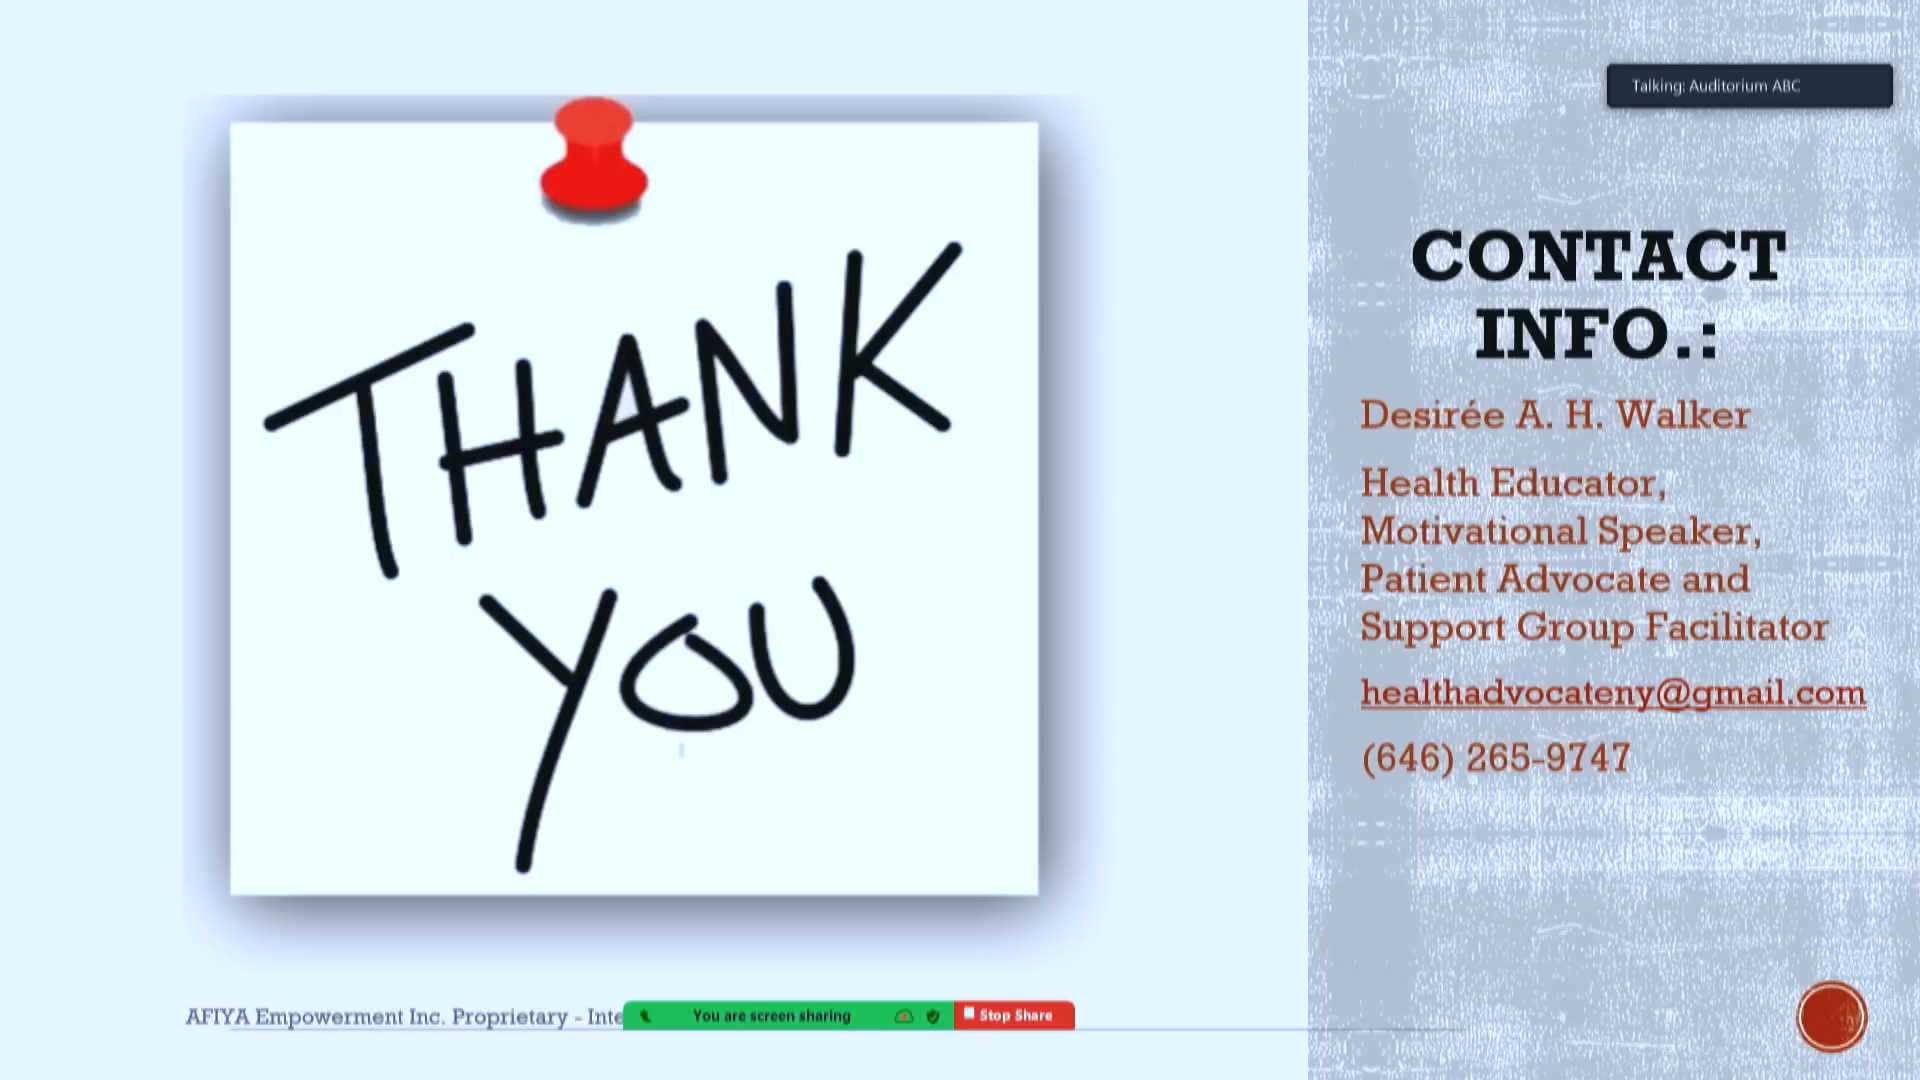 Talking: Auditorium ABC
THANK
YOU
CONTACT
INFO.:
Desirée A. H. Walker
Health Educator,
Motivational Speaker,
Patient Advocate and
Support Group Facilitator
healthadvocateny@gmail.com
(646) 265-9747
AFIYA Empowerment Inc. Proprietary - Inte
You are screen sharing
Stop Share